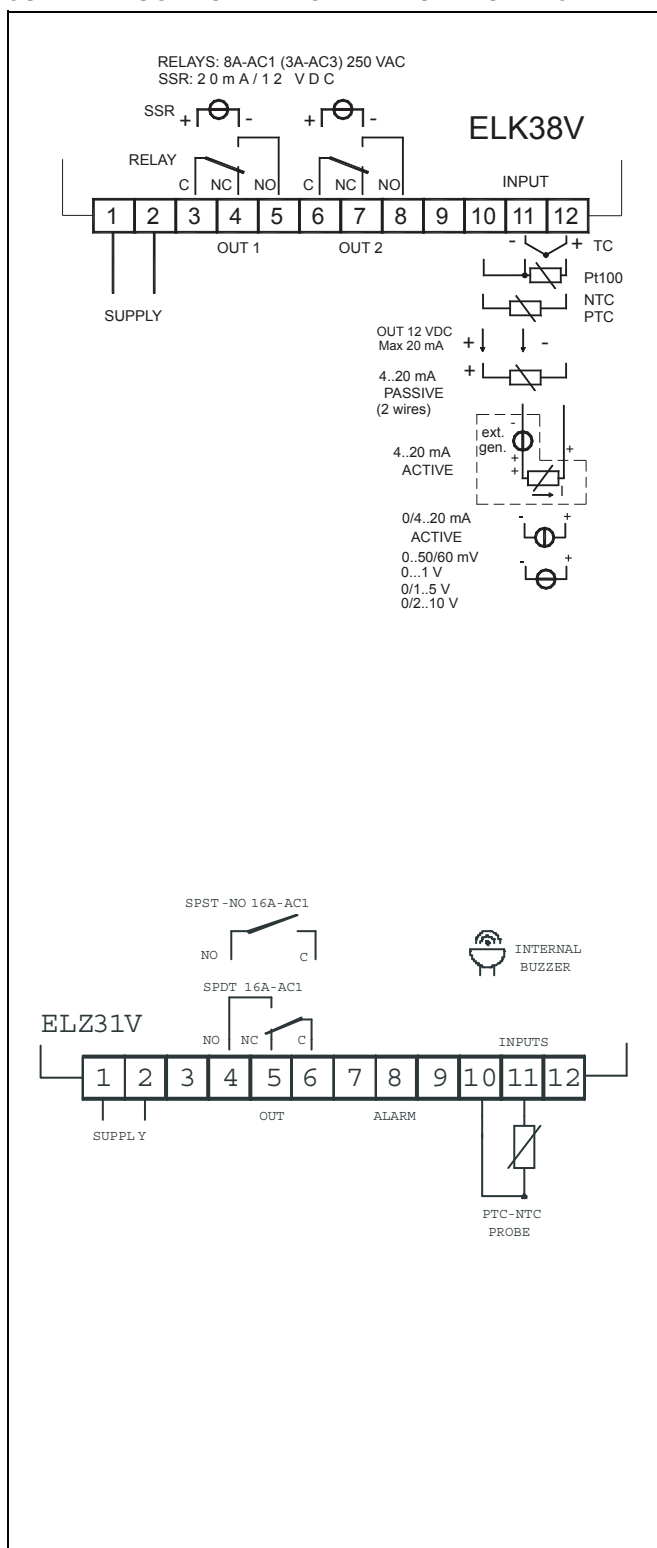 RELAYS: 8A-AC1 (3A-AC3) 250 VAC
SSR: 20mA/12 VDC
SSR + - + -
ELK38V
RELAY
C NC NO C NC NO INPUT
1 2 3 4 5 6 7 8 9 10 11 12
OUT 1 OUT 2
- + TC
Pt100
SUPPLY
NTC
PTC
OUT 12 VDC
Max 20 mA + -
4..20 mA +
PASSIVE
(2 wires)
-
ext.
gen.
+
+
+
4..20 mA
ACTIVE
I
0/4..20 mA - +
ACTIVE
0..50/60 mV - +
0...1 V
0/1..5 V
0/2..10 V
SPST-NO 16A-AC1
NO C
INTERNAL
BUZZER
SPDT 16A-AC1
ELZ31V
NO NC C INPUTS
1 2 3 4 5 6 7 8 9 10 11 12
OUT ALARM
SUPPLY
PTC-NTC
PROBE